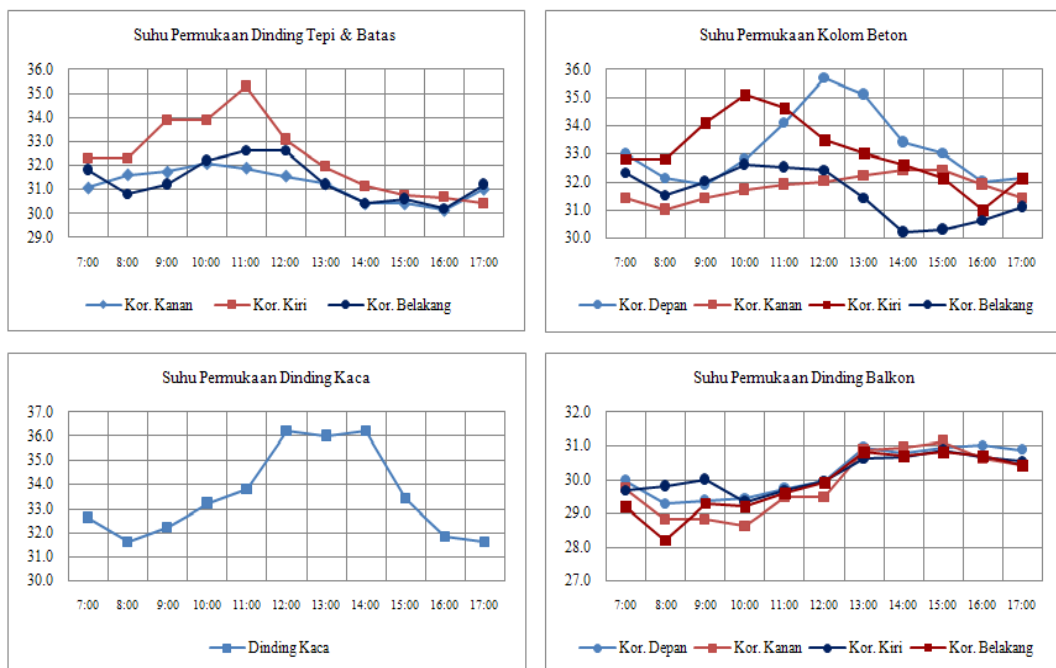 Suhu Permukaan Dinding Tepi & Batas
36.0
35.0
34.0
33.0
32.0
31.0
30.0
29.0
7:00 8:00 9:00 10:00 11:00 12:00 13:00 14:00 15:00 16:00 17:00
Kor. Kanan Kor. Kiri Kor. Belakang
Suhu Permukaan Kolom Beton
36.0
35.0
34.0
33.0
32.0
31.0
30.0
7:00 8:00 9:00 10:00 11:00 12:00 13:00 14:00 15:00 16:00 17:00
Kor. Depan Kor. Kanan Kor. Kiri Kor. Belakang
Suhu Permukaan Dinding Kaca
37.0
36.0
35.0
34.0
33.0
32.0
31.0
30.0
7:00 8:00 9:00 10:00 11:00 12:00 13:00 14:00 15:00 16:00 17:00
Dinding Kaca
Suhu Permukaan Dinding Balkon
32.0
31.0
30.0
29.0
28.0
27.0
7:00 8:00 9:00 10:00 11:00 12:00 13:00 14:00 15:00 16:00 17:00
Kor. Depan Kor. Kanan Kor. Kiri Kor. Belakang